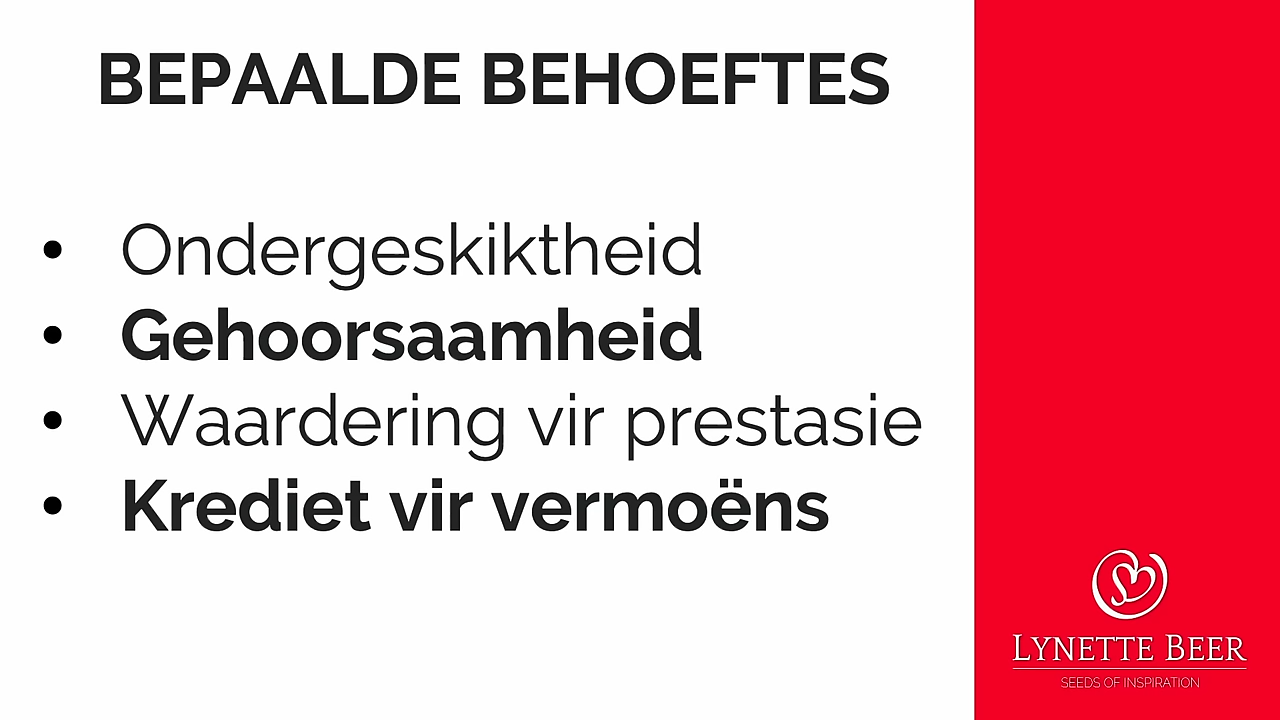 BEPAALDE BEHOEFTES
• Ondergeskiktheid
• Gehoorsaamheid
• Waardering vir prestasie
• Krediet vir vermoëns
LYNETTE BEER
SEEDS OF INSPIRATION